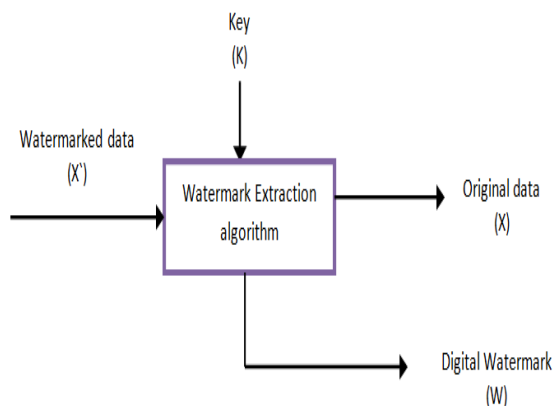 Key
(K)
Watermarked data
(X`)
Watermark Extraction
algorithm
Original data
(X)
Digital Watermark
(W)